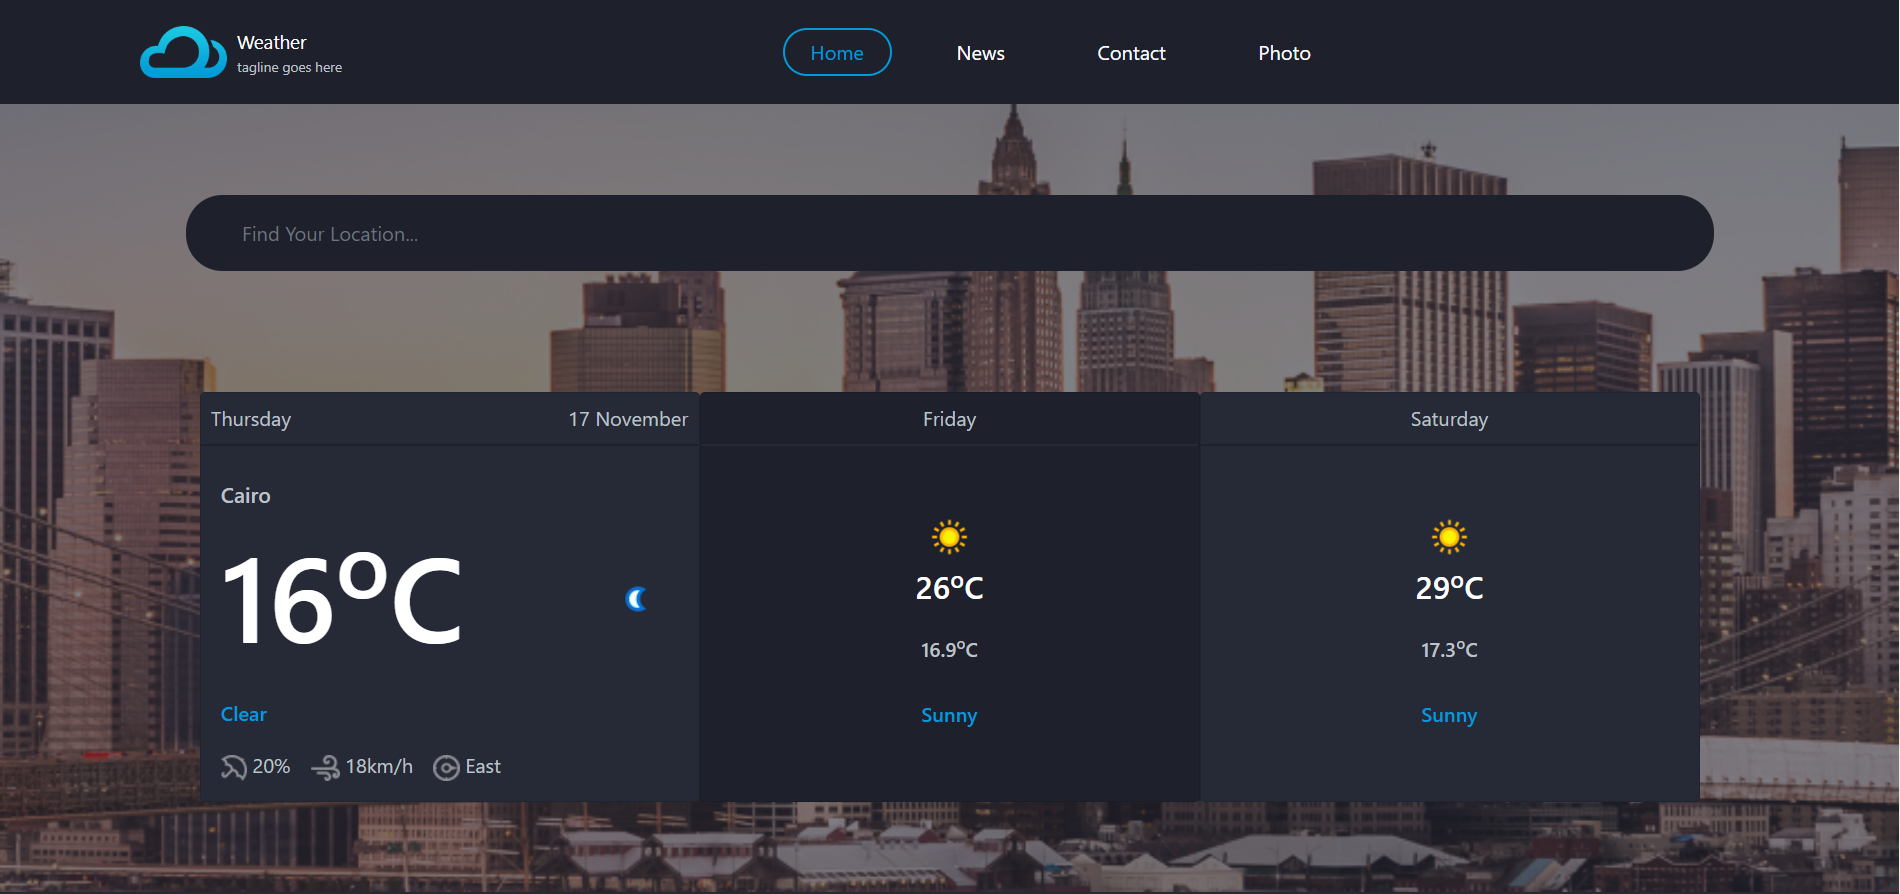 Weather
tagline goes here
Home
News
Contact
Photo
Find Your Location...
Thursday
17 November
Cairo
16°C
Clear
20%
18km/h
East
Friday
26°C
16.9°C
Sunny
Saturday
29°C
17.3°C
Sunny